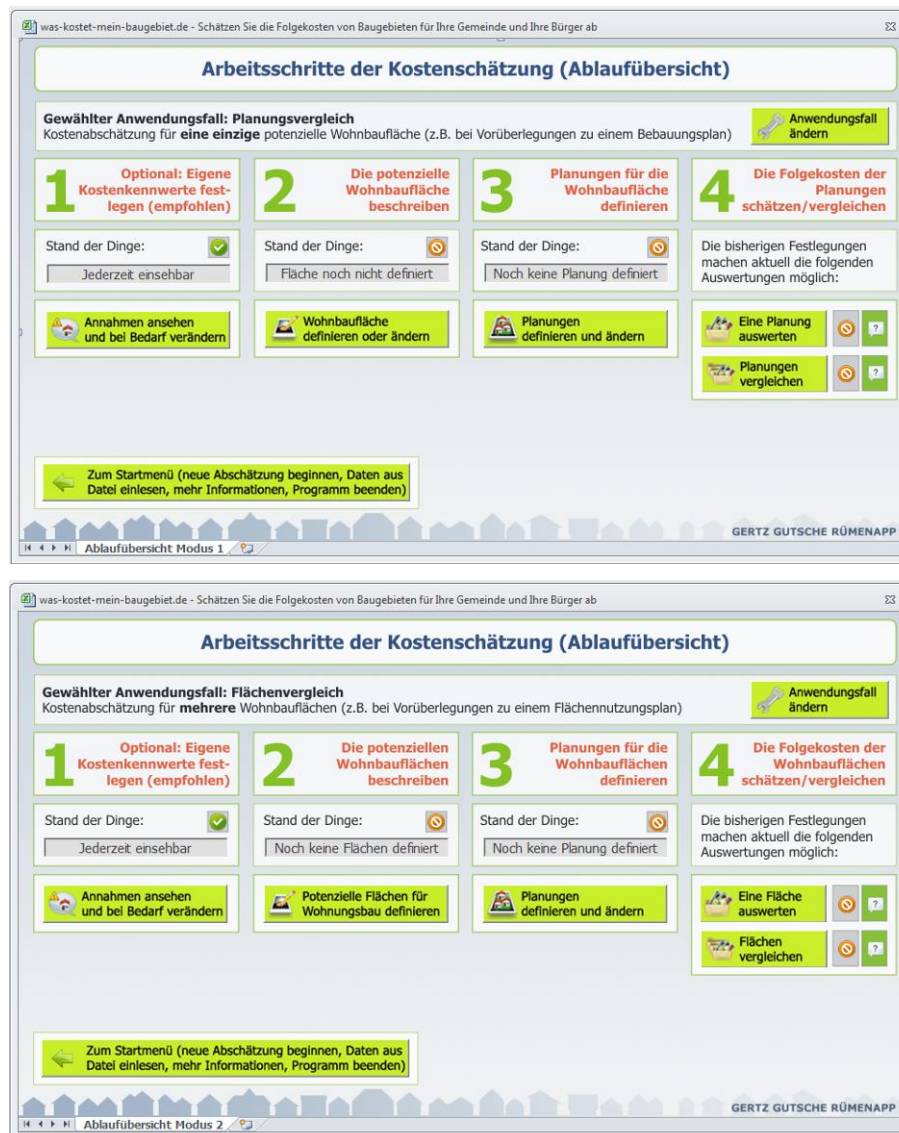 was-kostet-mein-baugebiet.de - Schätzen Sie die Folgekosten von Baugebieten für Ihre Gemeinde und Ihre Bürger ab
Arbeitsschritte der Kostenschätzung (Ablaufübersicht)
Gewählter Anwendungsfall: Planungsvergleich
Kostenabschätzung für eine einzige potenzielle Wohnbaufläche (z.B. bei Vorüberlegungen zu einem Bebauungsplan)
Anwendungsfall
ändern
1
Optional: Eigene
Kostenkennwerte fest-
legen (empfohlen)
2
Die potenzielle
Wohnbaufläche
beschreiben
3
Planungen für die
Wohnbaufläche
definieren
4
Die Folgekosten der
Planungen
schätzen/vergleichen
Stand der Dinge:
Jederzeit einsehbar
Stand der Dinge:
Fläche noch nicht definiert
Stand der Dinge:
Noch keine Planung definiert
Die bisherigen Festlegungen
machen aktuell die folgenden
Auswertungen möglich:
Annahmen ansehen
und bei Bedarf verändern
Wohnbaufläche
definieren oder ändern
Planungen
definieren und ändern
Eine Planung
auswerten
?
Planungen
vergleichen
?
Zum Startmenü (neue Abschätzung beginnen, Daten aus
Datei einlesen, mehr Informationen, Programm beenden)
GERTZ GUTSCHE RÜMENAPP
Ablaufübersicht Modus 1
was-kostet-mein-baugebiet.de - Schätzen Sie die Folgekosten von Baugebieten für Ihre Gemeinde und Ihre Bürger ab
Arbeitsschritte der Kostenschätzung (Ablaufübersicht)
Gewählter Anwendungsfall: Flächenvergleich
Kostenabschätzung für mehrere Wohnbauflächen (z.B. bei Vorüberlegungen zu einem Flächennutzungsplan)
Anwendungsfall
ändern
1
Optional: Eigene
Kostenkennwerte fest-
legen (empfohlen)
2
Die potenziellen
Wohnbauflächen
beschreiben
3
Planungen für die
Wohnbauflächen
definieren
4
Die Folgekosten der
Wohnbauflächen
schätzen/vergleichen
Stand der Dinge:
Jederzeit einsehbar
Stand der Dinge:
Noch keine Flächen definiert
Stand der Dinge:
Noch keine Planung definiert
Die bisherigen Festlegungen
machen aktuell die folgenden
Auswertungen möglich:
Annahmen ansehen
und bei Bedarf verändern
Potenzielle Flächen für
Wohnungsbau definieren
Planungen
definieren und ändern
Eine Fläche
auswerten
?
Flächen
vergleichen
?
Zum Startmenü (neue Abschätzung beginnen, Daten aus
Datei einlesen, mehr Informationen, Programm beenden)
GERTZ GUTSCHE RÜMENAPP
Ablaufübersicht Modus 2